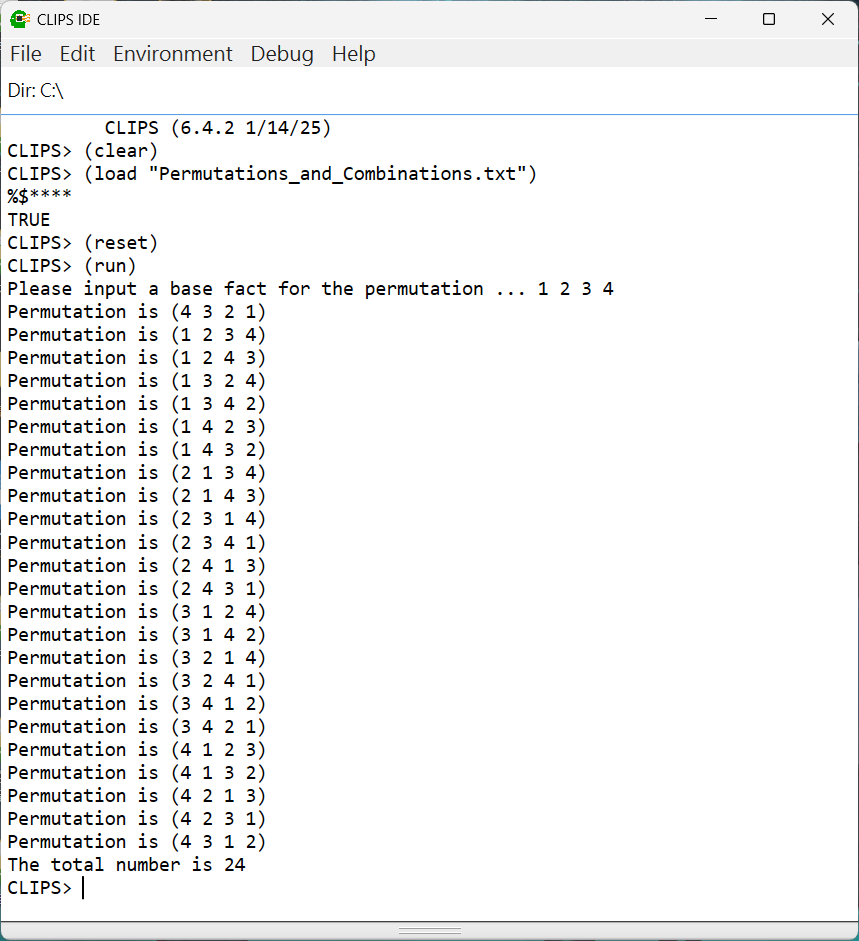 CLIPS IDE
File Edit Environment Debug Help
Dir: C:\
CLIPS (6.4.2 1/14/25)
CLIPS> (clear)
CLIPS> (load "Permutations_and_Combinations.txt")
%$****
TRUE
CLIPS> (reset)
CLIPS> (run)
Please input a base fact for the permutation ... 1 2 3 4
Permutation is (4 3 2 1)
Permutation is (1 2 3 4)
Permutation is (1 2 4 3)
Permutation is (1 3 2 4)
Permutation is (1 3 4 2)
Permutation is (1 4 2 3)
Permutation is (1 4 3 2)
Permutation is (2 1 3 4)
Permutation is (2 1 4 3)
Permutation is (2 3 1 4)
Permutation is (2 3 4 1)
Permutation is (2 4 1 3)
Permutation is (2 4 3 1)
Permutation is (3 1 2 4)
Permutation is (3 1 4 2)
Permutation is (3 2 1 4)
Permutation is (3 2 4 1)
Permutation is (3 4 1 2)
Permutation is (3 4 2 1)
Permutation is (4 1 2 3)
Permutation is (4 1 3 2)
Permutation is (4 2 1 3)
Permutation is (4 2 3 1)
Permutation is (4 3 1 2)
The total number is 24
CLIPS>